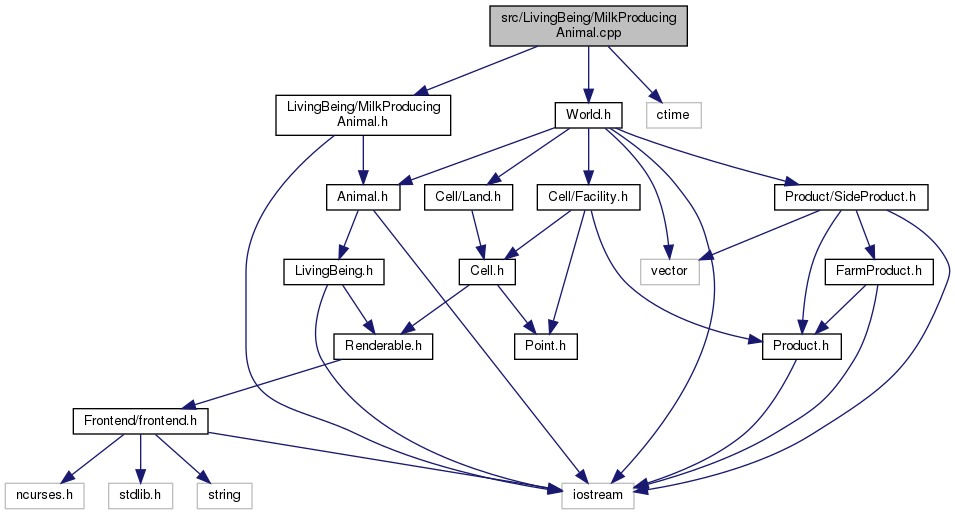 src/LivingBeing/MilkProducing
Animal.cpp
LivingBeing/MilkProducing
Animal.h
World.h
ctime
Animal.h
Cell/Land.h
Cell/Facility.h
Product/SideProduct.h
LivingBeing.h
Cell.h
vector
FarmProduct.h
Renderable.h
Point.h
Product.h
Frontend/frontend.h
ncurses.h
stdlib.h
string
iostream